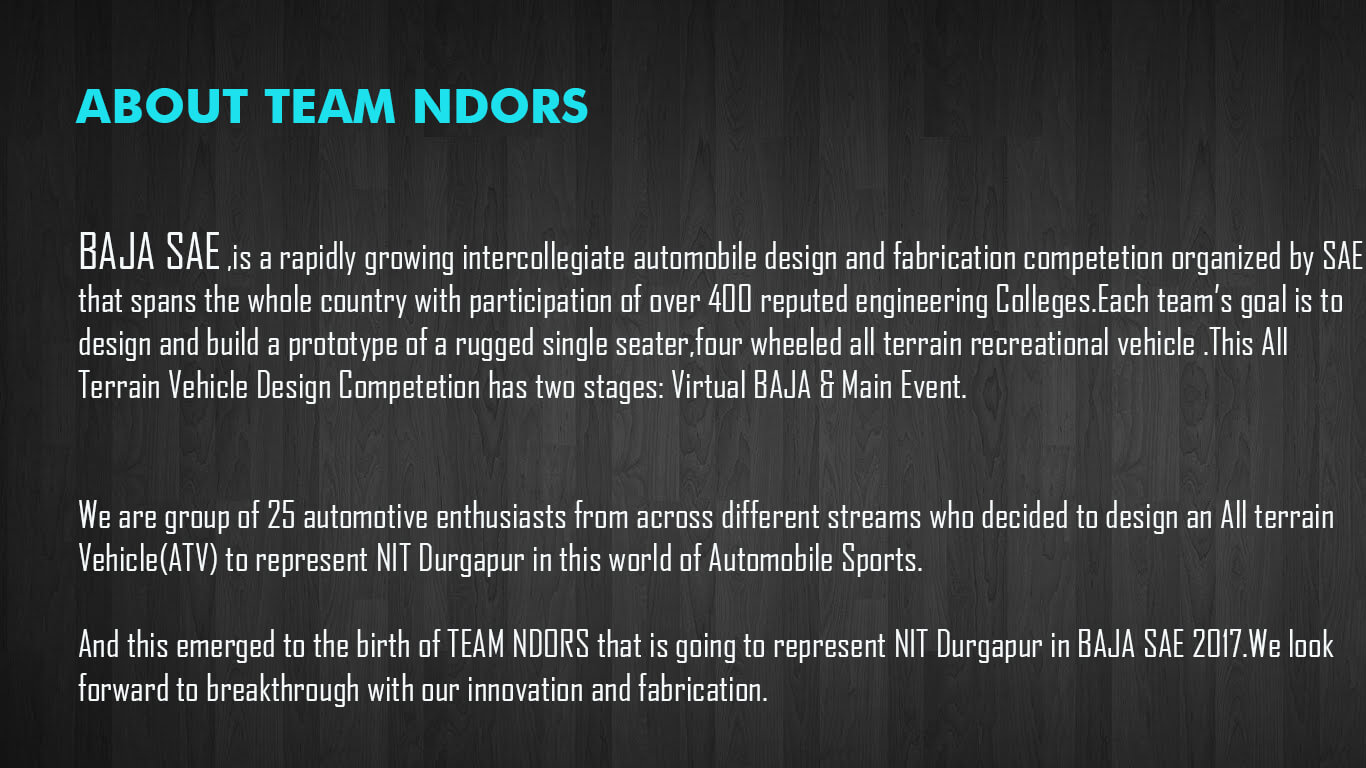 ABOUT TEAM NDORS
BAJA SAE ,is a rapidly growing intercollegiate automobile design and fabrication competetion organized by SAE
that spans the whole country with participation of over 400 reputed engineering Colleges.Each team's goal is to
design and build a prototype of a rugged single seater,four wheeled all terrain recreational vehicle .This All
Terrain Vehicle Design Competetion has two stages: Virtual BAJA & Main Event.
We are group of 25 automotive enthusiasts from across different streams who decided to design an All terrain
Vehicle(ATV) to represent NIT Durgapur in this world of Automobile Sports.
And this emerged to the birth of TEAM NDORS that is going to represent NIT Durgapur in BAJA SAE 2017.We look
forward to breakthrough with our innovation and fabrication.